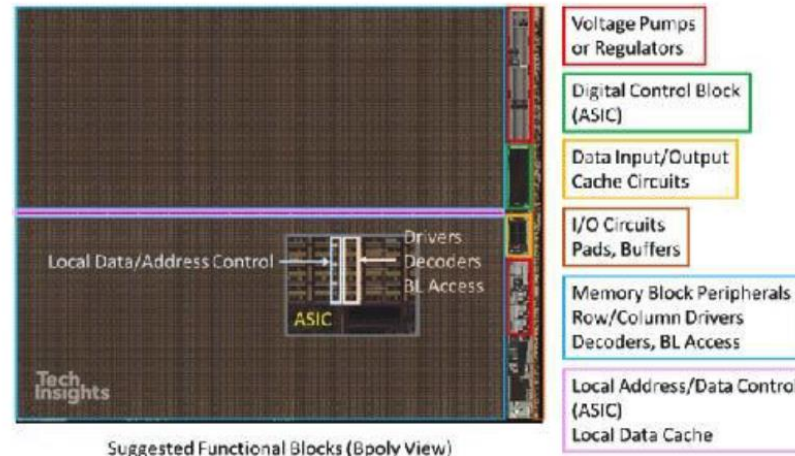 Voltage Pumps
or Regulators
Digital Control Block
(ASIC)
Data Input/Output
Cache Circuits
I/O Circuits
Pads, Buffers
Memory Block Peripherals
Row/Column Drivers
Decoders, BL Access
Local Address/Data Control
(ASIC)
Local Data Cache
Local Data/Address Control
Drivers
Decoders
BL Access
ASIC
Tech
Insights
Suggested Functional Blocks (Bpoly View)